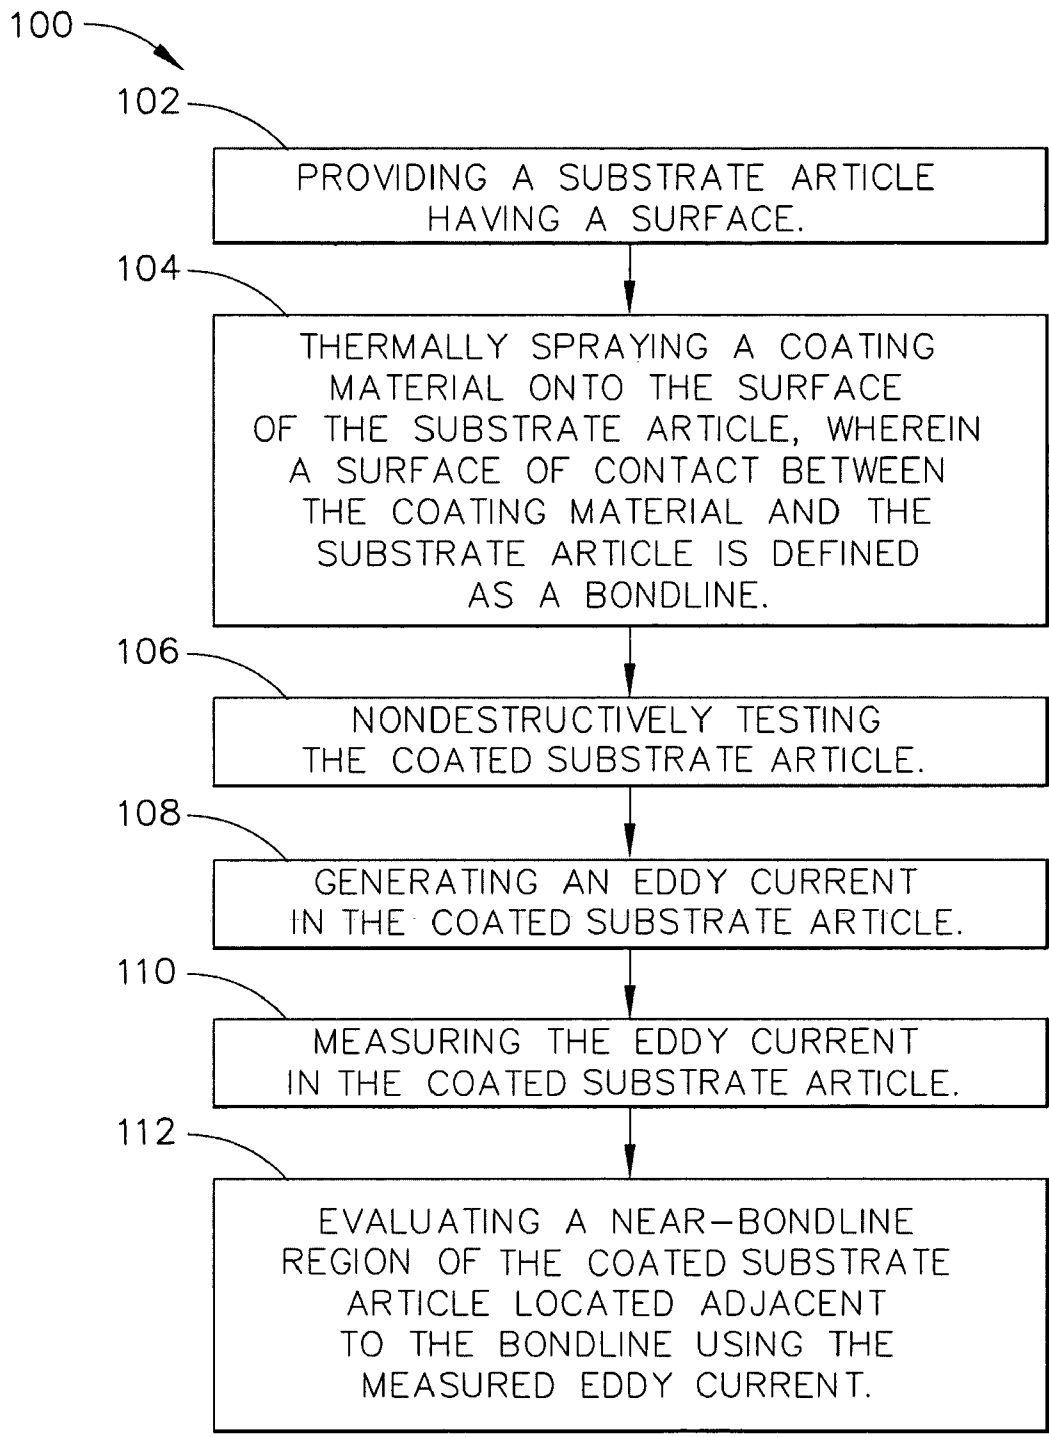 100
102
PROVIDING A SUBSTRATE ARTICLE
HAVING A SURFACE.
104
THERMALLY SPRAYING A COATING
MATERIAL ONTO THE SURFACE
OF THE SUBSTRATE ARTICLE, WHEREIN
A SURFACE OF CONTACT BETWEEN
THE COATING MATERIAL AND THE
SUBSTRATE ARTICLE IS DEFINED
AS A BONDLINE.
106
NONDESTRUCTIVELY TESTING
THE COATED SUBSTRATE ARTICLE.
108
GENERATING AN EDDY CURRENT
IN THE COATED SUBSTRATE ARTICLE.
110
MEASURING THE EDDY CURRENT
IN THE COATED SUBSTRATE ARTICLE.
112
EVALUATING A NEAR-BONDLINE
REGION OF THE COATED SUBSTRATE
ARTICLE LOCATED ADJACENT
TO THE BONDLINE USING THE
MEASURED EDDY CURRENT.